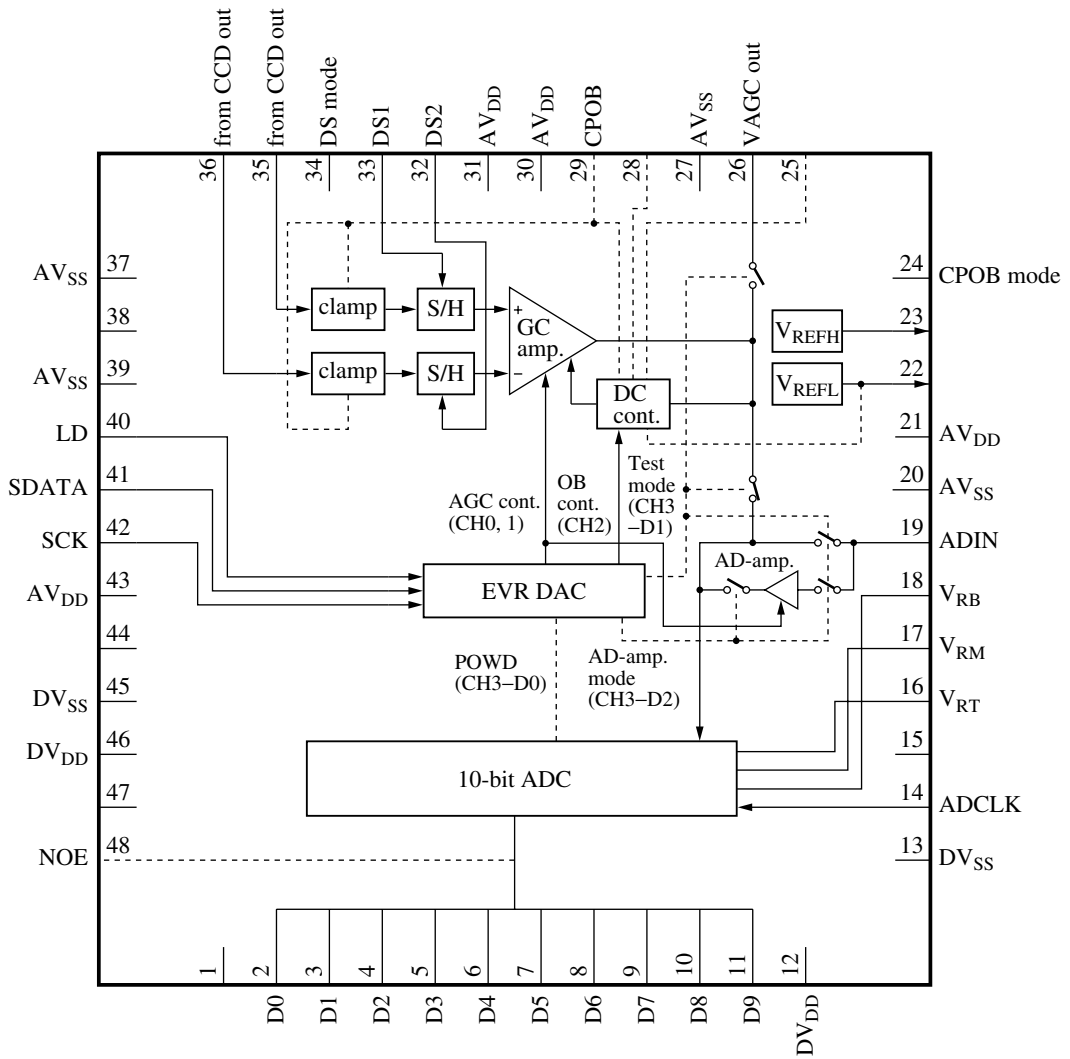 from CCD out
from CCD out
DS mode
DS1
DS2
AVDD
AVDD
CPOB
AVSS
VAGC out
36
35
34
33
32
31
30
29
28
27
26
25
AVSS
37
38
AVSS
39
LD
40
SDATA
41
SCK
42
AVDD
43
44
DVSS
45
DVDD
46
47
NOE
48
clamp
S/H
clamp
S/H
+
GC
amp.
−
DC
cont.
VREFH
VREFL
AGC cont.
(CH0, 1)
OB
cont.
(CH2)
Test
mode
(CH3
−D1)
AD-amp.
EVR DAC
POWD
(CH3−D0)
AD-amp.
mode
(CH3−D2)
10-bit ADC
24
CPOB mode
23
22
21
AVDD
20
AVSS
19
ADIN
18
VRB
17
VRM
16
VRT
15
14
ADCLK
13
DVSS
1
2
3
4
5
6
7
8
9
10
11
12
D0
D1
D2
D3
D4
D5
D6
D7
D8
D9
DVDD